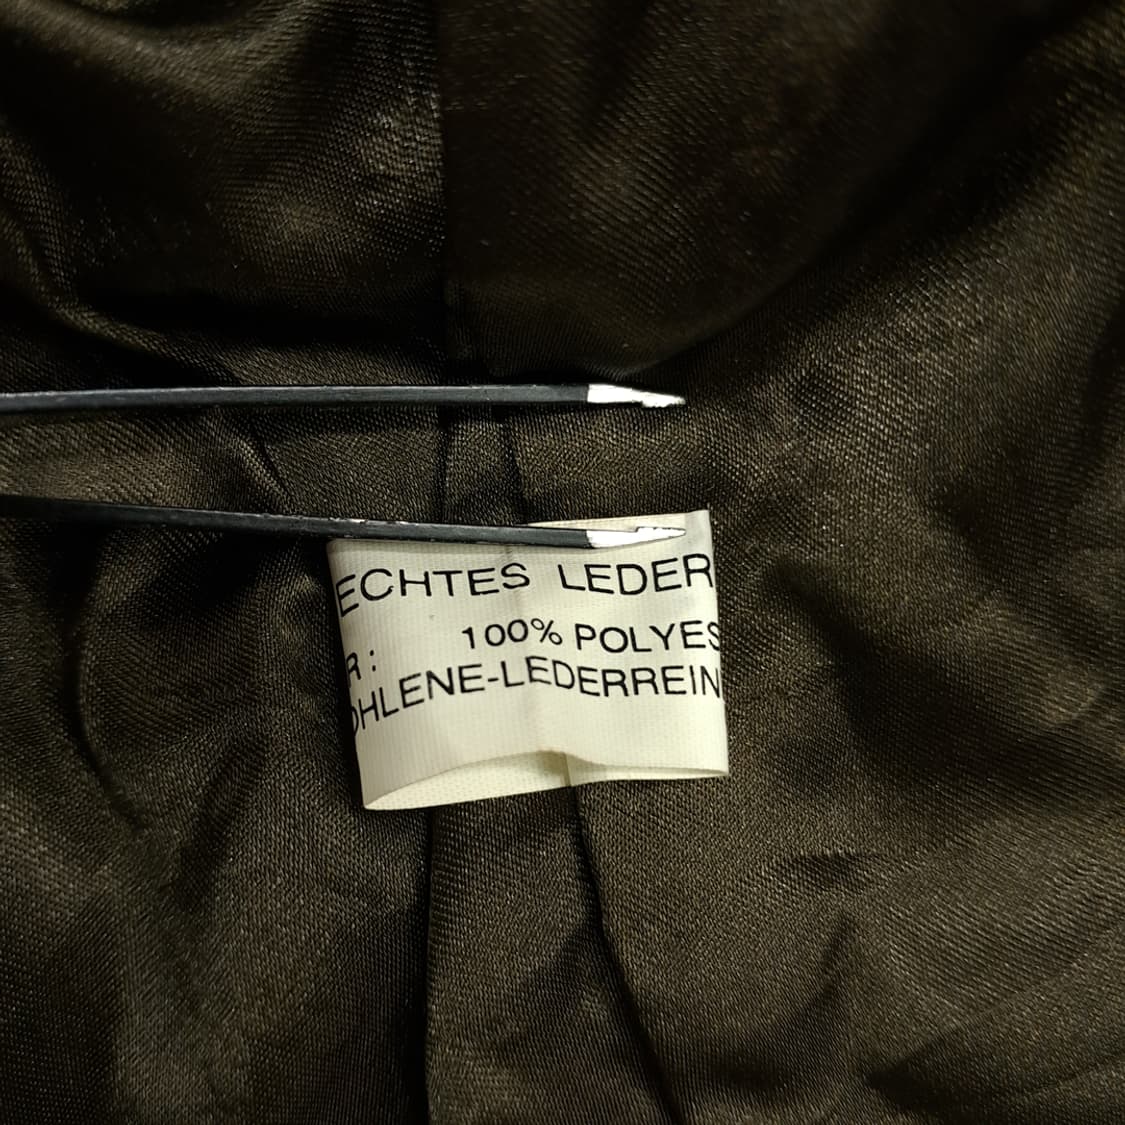 ECHTES LEDER
R: 100% POLYES
OHLENE-LEDERREIN